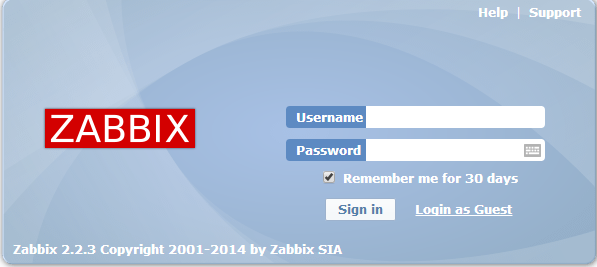 Help | Support
ZABBIX
Username
Password
Remember me for 30 days
Sign in Login as Guest
Zabbix 2.2.3 Copyright 2001-2014 by Zabbix SIA